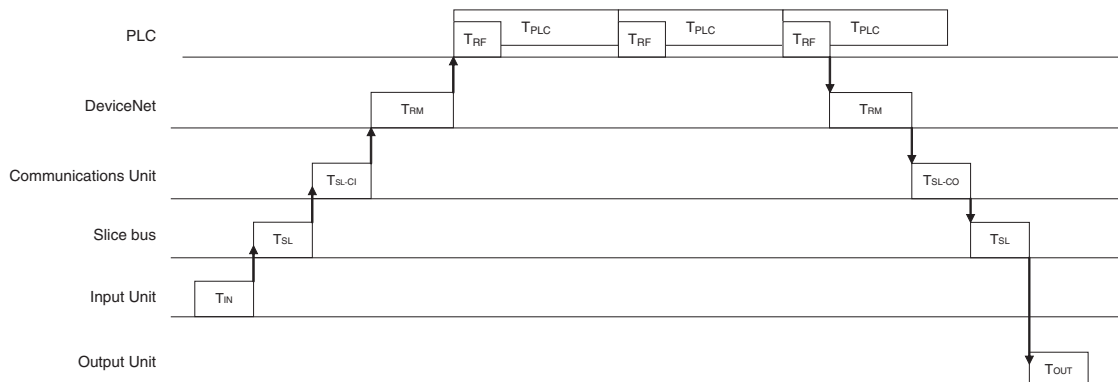 PLC
TRF
TPLC
TRF
TPLC
TRF
TPLC
DeviceNet
TRM
TRM
Communications Unit
TSL-CI
TSL-CO
Slice bus
TSL
TSL
Input Unit
TIN
Output Unit
TOUT